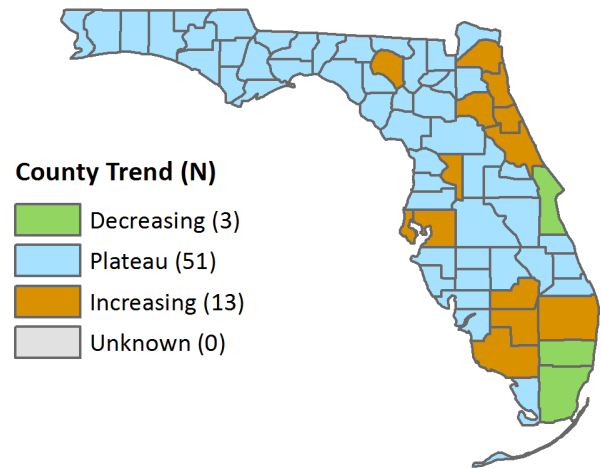 County Trend (N)
Decreasing (3)
Plateau (51)
Increasing (13)
Unknown (0)